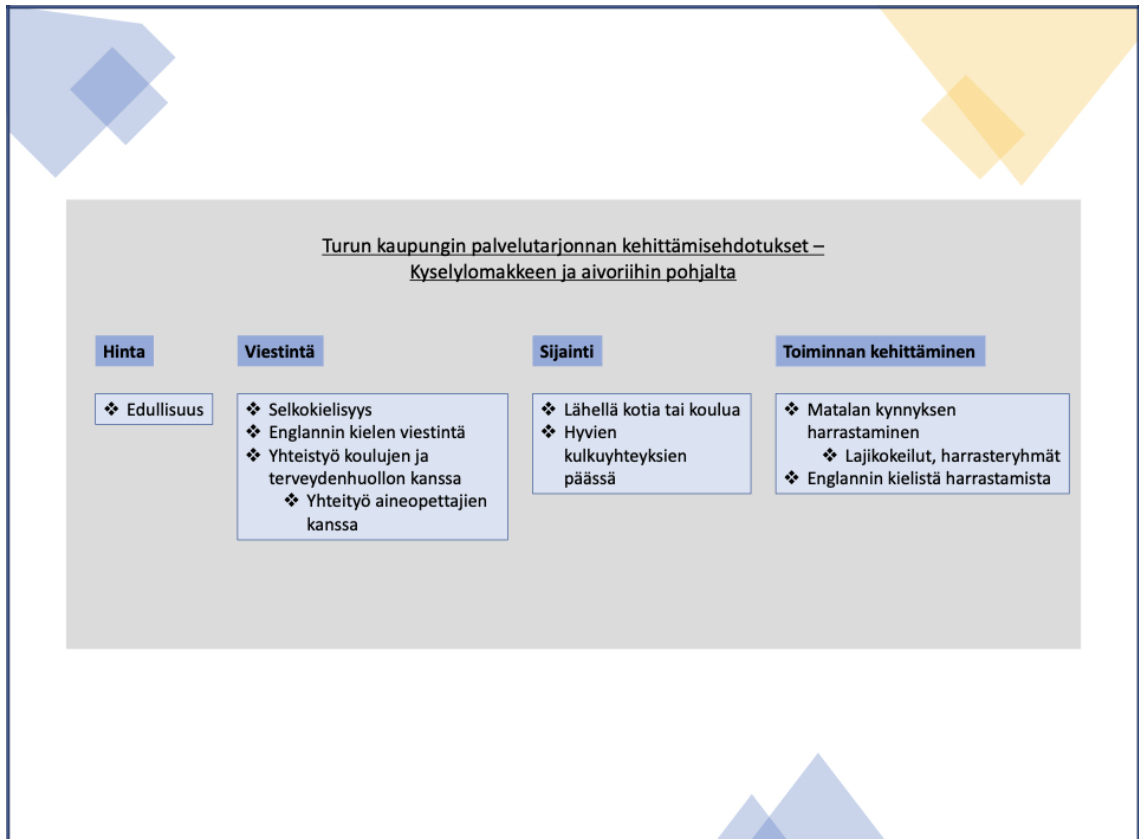 Turun kaupungin palvelutarjonnan kehittämisehdotukset –
Kyselylomakkeen ja aivoriihin pohjalta
Hinta
❖ Edullisuus
Viestintä
❖ Selkokielisyys
❖ Englannin kielen viestintä
❖ Yhteistyö koulujen ja
terveydenhuollon kanssa
❖ Yhteityö aineopettajien
kanssa
Sijainti
❖ Lähellä kotia tai koulua
❖ Hyvien
kulkuyhteyksien
päässä
Toiminnan kehittäminen
❖ Matalan kynnyksen
harrastaminen
❖ Lajikokeilut, harrasteryhmät
❖ Englannin kielistä harrastamista